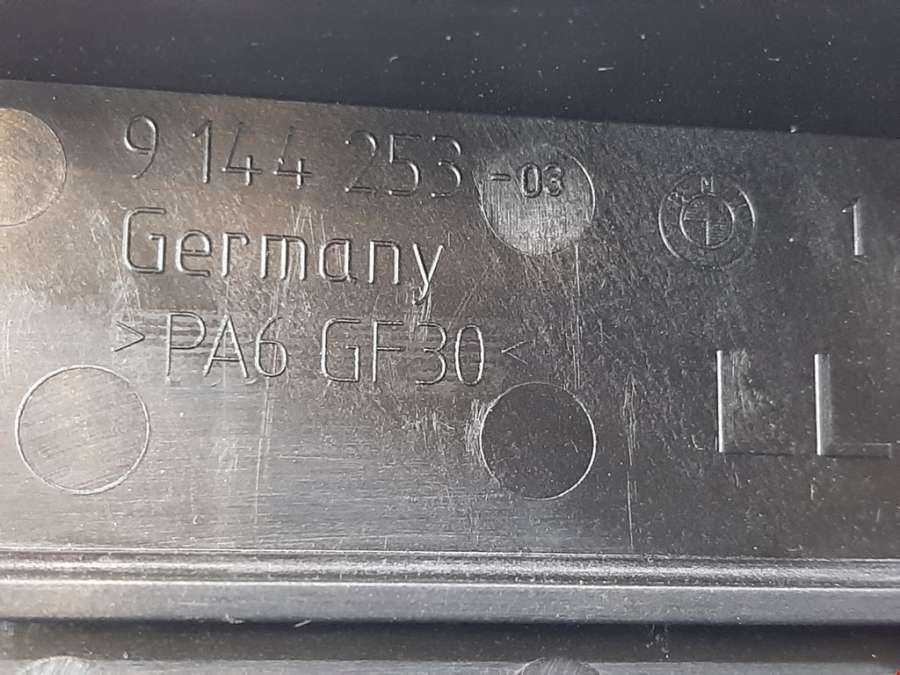 9 144 253 -03
1
Germany
>PA6 GF30<
LL